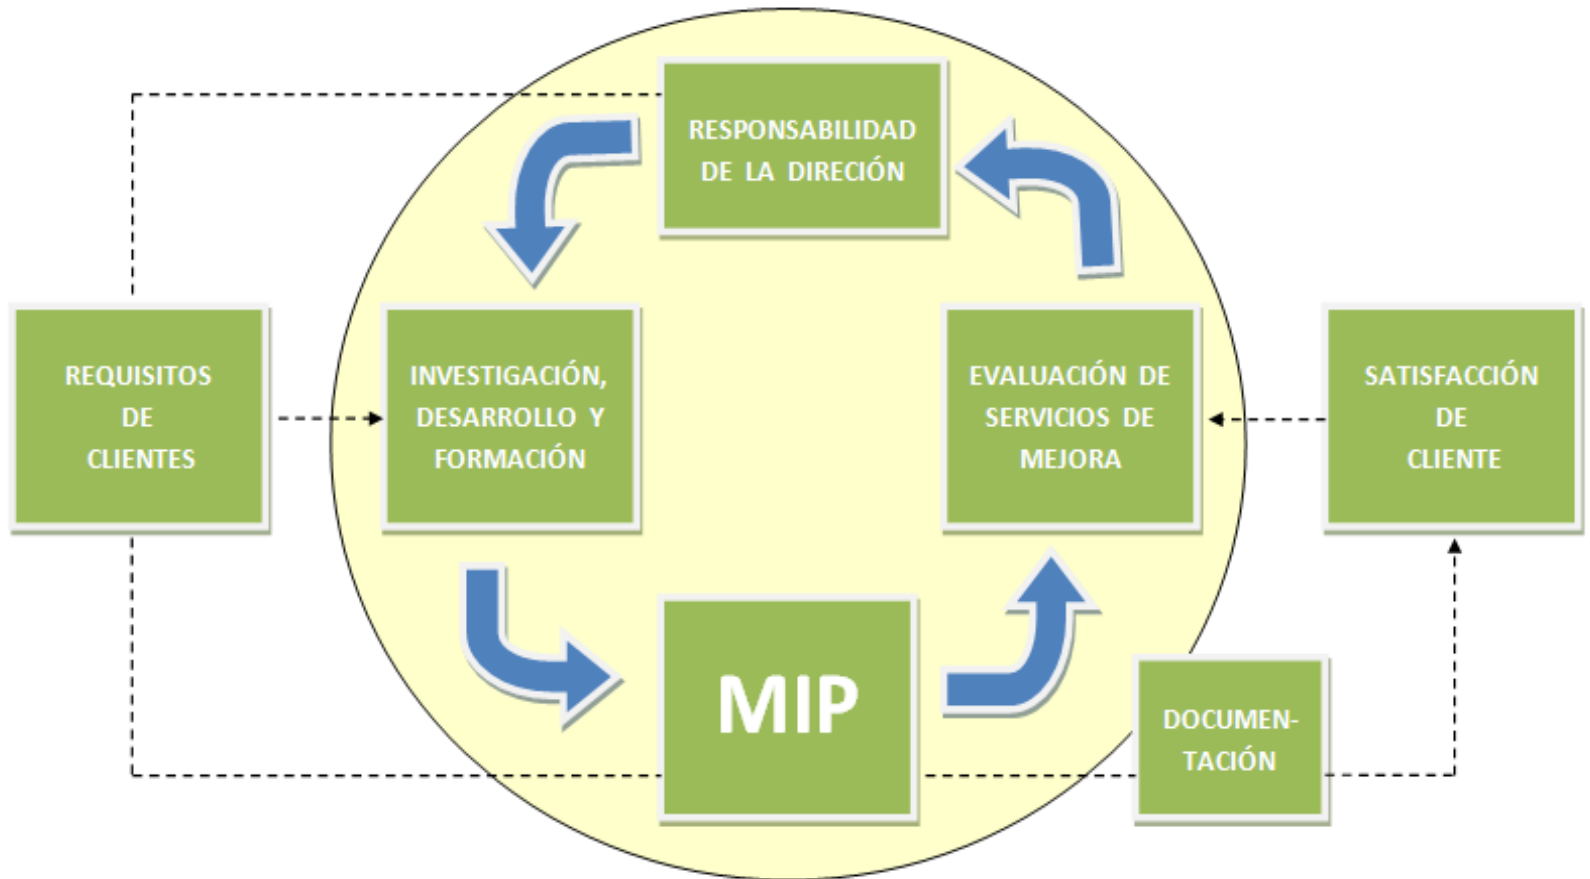 RESPONSABILIDAD
DE LA DIRECIÓN
REQUISITOS
DE
CLIENTES
INVESTIGACIÓN,
DESARROLLO Y
FORMACIÓN
EVALUACIÓN DE
SERVICIOS DE
MEJORA
SATISFACCIÓN
DE
CLIENTE
MIP
DOCUMEN-
TACIÓN